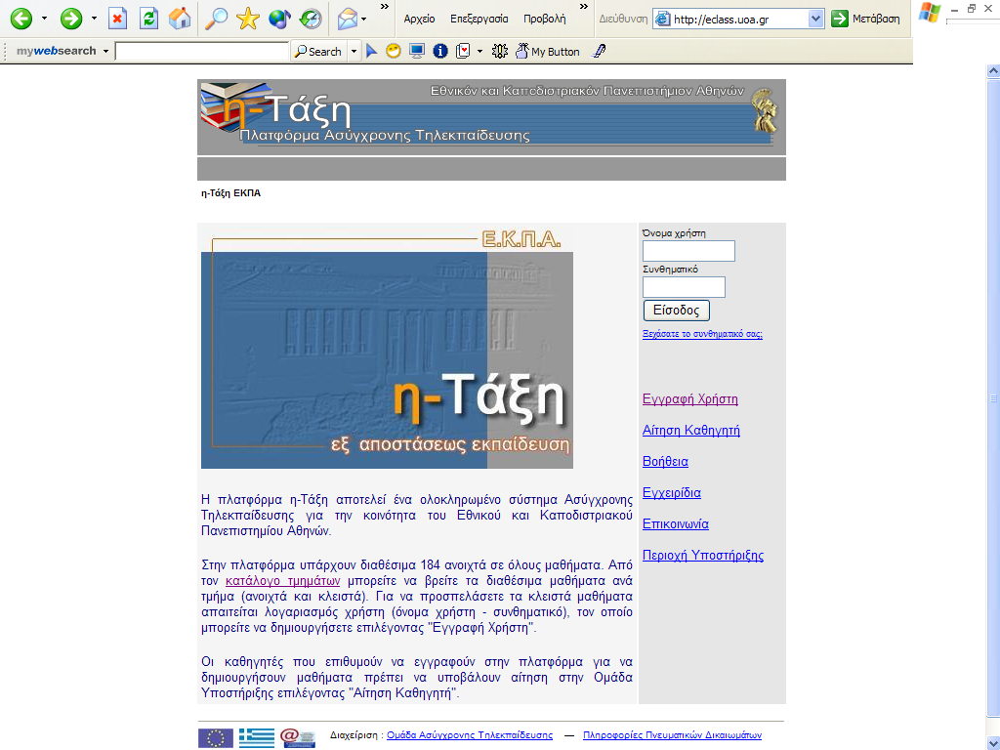 Αρχείο Επεξεργασία Προβολή » Διεύθυνση http://eclass.uoa.gr Μετάβαση
mywebsearch Search My Button
Εθνικόν και Καποδιστριακόν Πανεπιστήμιον Αθηνών
η-Τάξη
Πλατφόρμα Ασύγχρονης Τηλεκπαίδευσης
η-Τάξη ΕΚΠΑ
Ε.Κ.Π.Α.
η-Τάξη
εξ αποστάσεως εκπαίδευση
Η πλατφόρμα η-Τάξη αποτελεί ένα ολοκληρωμένο σύστημα Ασύγχρονης
Τηλεκπαίδευσης για την κοινότητα του Εθνικού και Καποδιστριακού
Πανεπιστημίου Αθηνών.
Στην πλατφόρμα υπάρχουν διαθέσιμα 184 ανοιχτά σε όλους μαθήματα. Από
τον κατάλογο τμημάτων μπορείτε να βρείτε τα διαθέσιμα μαθήματα ανά
τμήμα (ανοιχτά και κλειστά). Για να προσπελάσετε τα κλειστά μαθήματα
απαιτείται λογαριασμός χρήστη (όνομα χρήστη - συνθηματικό), τον οποίο
μπορείτε να δημιουργήσετε επιλέγοντας "Εγγραφή Χρήστη".
Οι καθηγητές που επιθυμούν να εγγραφούν στην πλατφόρμα για να
δημιουργήσουν μαθήματα πρέπει να υποβάλουν αίτηση στην Ομάδα
Υποστήριξης επιλέγοντας "Αίτηση Καθηγητή".
Όνομα χρήστη
Συνθηματικό
Είσοδος
Ξεχάσατε το συνθηματικό σας;
Εγγραφή Χρήστη
Αίτηση Καθηγητή
Βοήθεια
Εγχειρίδια
Επικοινωνία
Περιοχή Υποστήριξης
Διαχείριση : Ομάδα Ασύγχρονης Τηλεκπαίδευσης — Πληροφορίες Πνευματικών Δικαιωμάτων